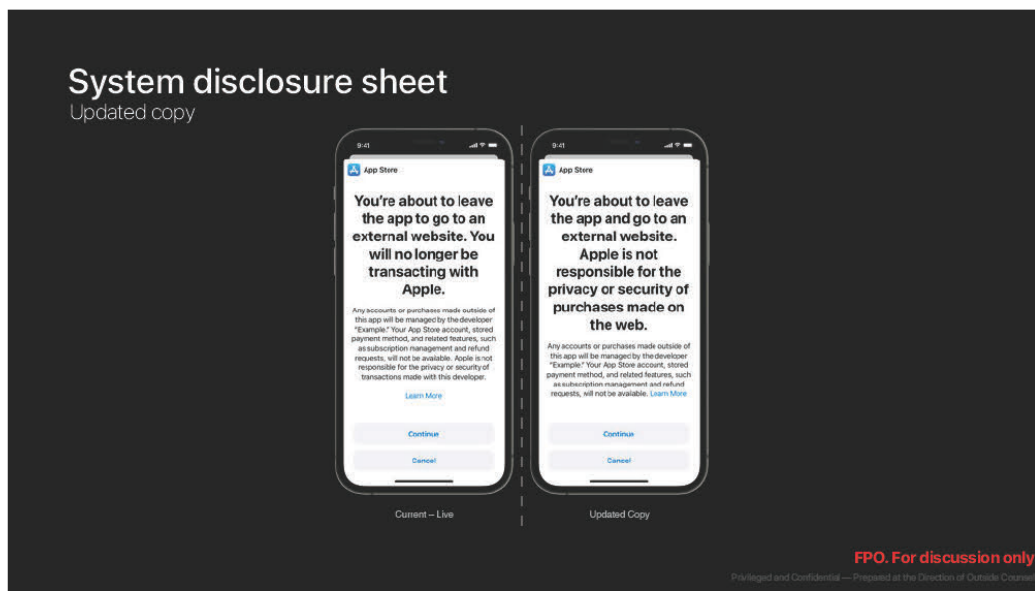 System disclosure sheet
Updated copy
9:41
App Store
You're about to leave
the app to go to an
external website. You
will no longer be
transacting with
Apple.
Any accounts or purchases made outside of
this app will be managed by the developer
"Example." Your App Store account, stored
payment method, and related features, such
as subscription management and refund
requests, will not be available. Apple is not
responsible for the privacy or security of
transactions made with this developer.
Learn More
Continue
Cancel
Current – Live
9:41
App Store
You're about to leave
the app and go to an
external website.
Apple is not
responsible for the
privacy or security of
purchases made on
the web.
Any accounts or purchases made outside of
this app will be managed by the developer
"Example." Your App Store account, stored
payment method, and related features, such
as subscription management and refund
requests, will not be available. Learn More
Continue
Cancel
Updated Copy
FPO. For discussion only
Privileged and Confidential — Prepared at the Direction of Outside Counsel